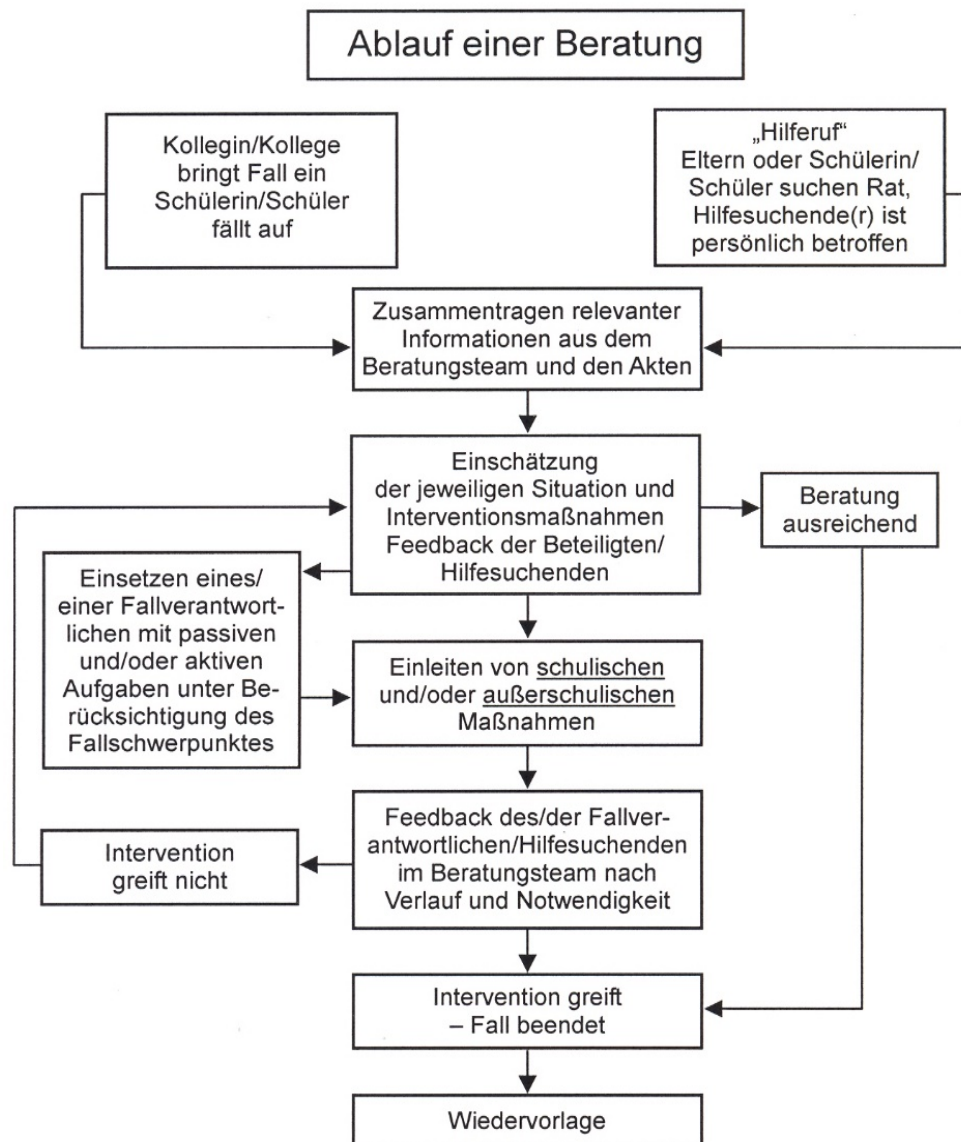 Ablauf einer Beratung
Kollegin/Kollege
bringt Fall ein
Schülerin/Schüler
fällt auf
„Hilferuf“
Eltern oder Schülerin/
Schüler suchen Rat,
Hilfesuchende(r) ist
persönlich betroffen
Zusammentragen relevanter
Informationen aus dem
Beratungsteam und den Akten
Einschätzung
der jeweiligen Situation und
Interventionsmaßnahmen
Feedback der Beteiligten/
Hilfesuchenden
Beratung
ausreichend
Einsetzen eines/
einer Fallverantwort-
lichen mit passiven
und/oder aktiven
Aufgaben unter Be-
rücksichtigung des
Fallschwerpunktes
Einleiten von schulischen
und/oder außerschulischen
Maßnahmen
Feedback des/der Fallver-
antwortlichen/Hilfesuchenden
im Beratungsteam nach
Verlauf und Notwendigkeit
Intervention
greift nicht
Intervention greift
– Fall beendet
Wiedervorlage